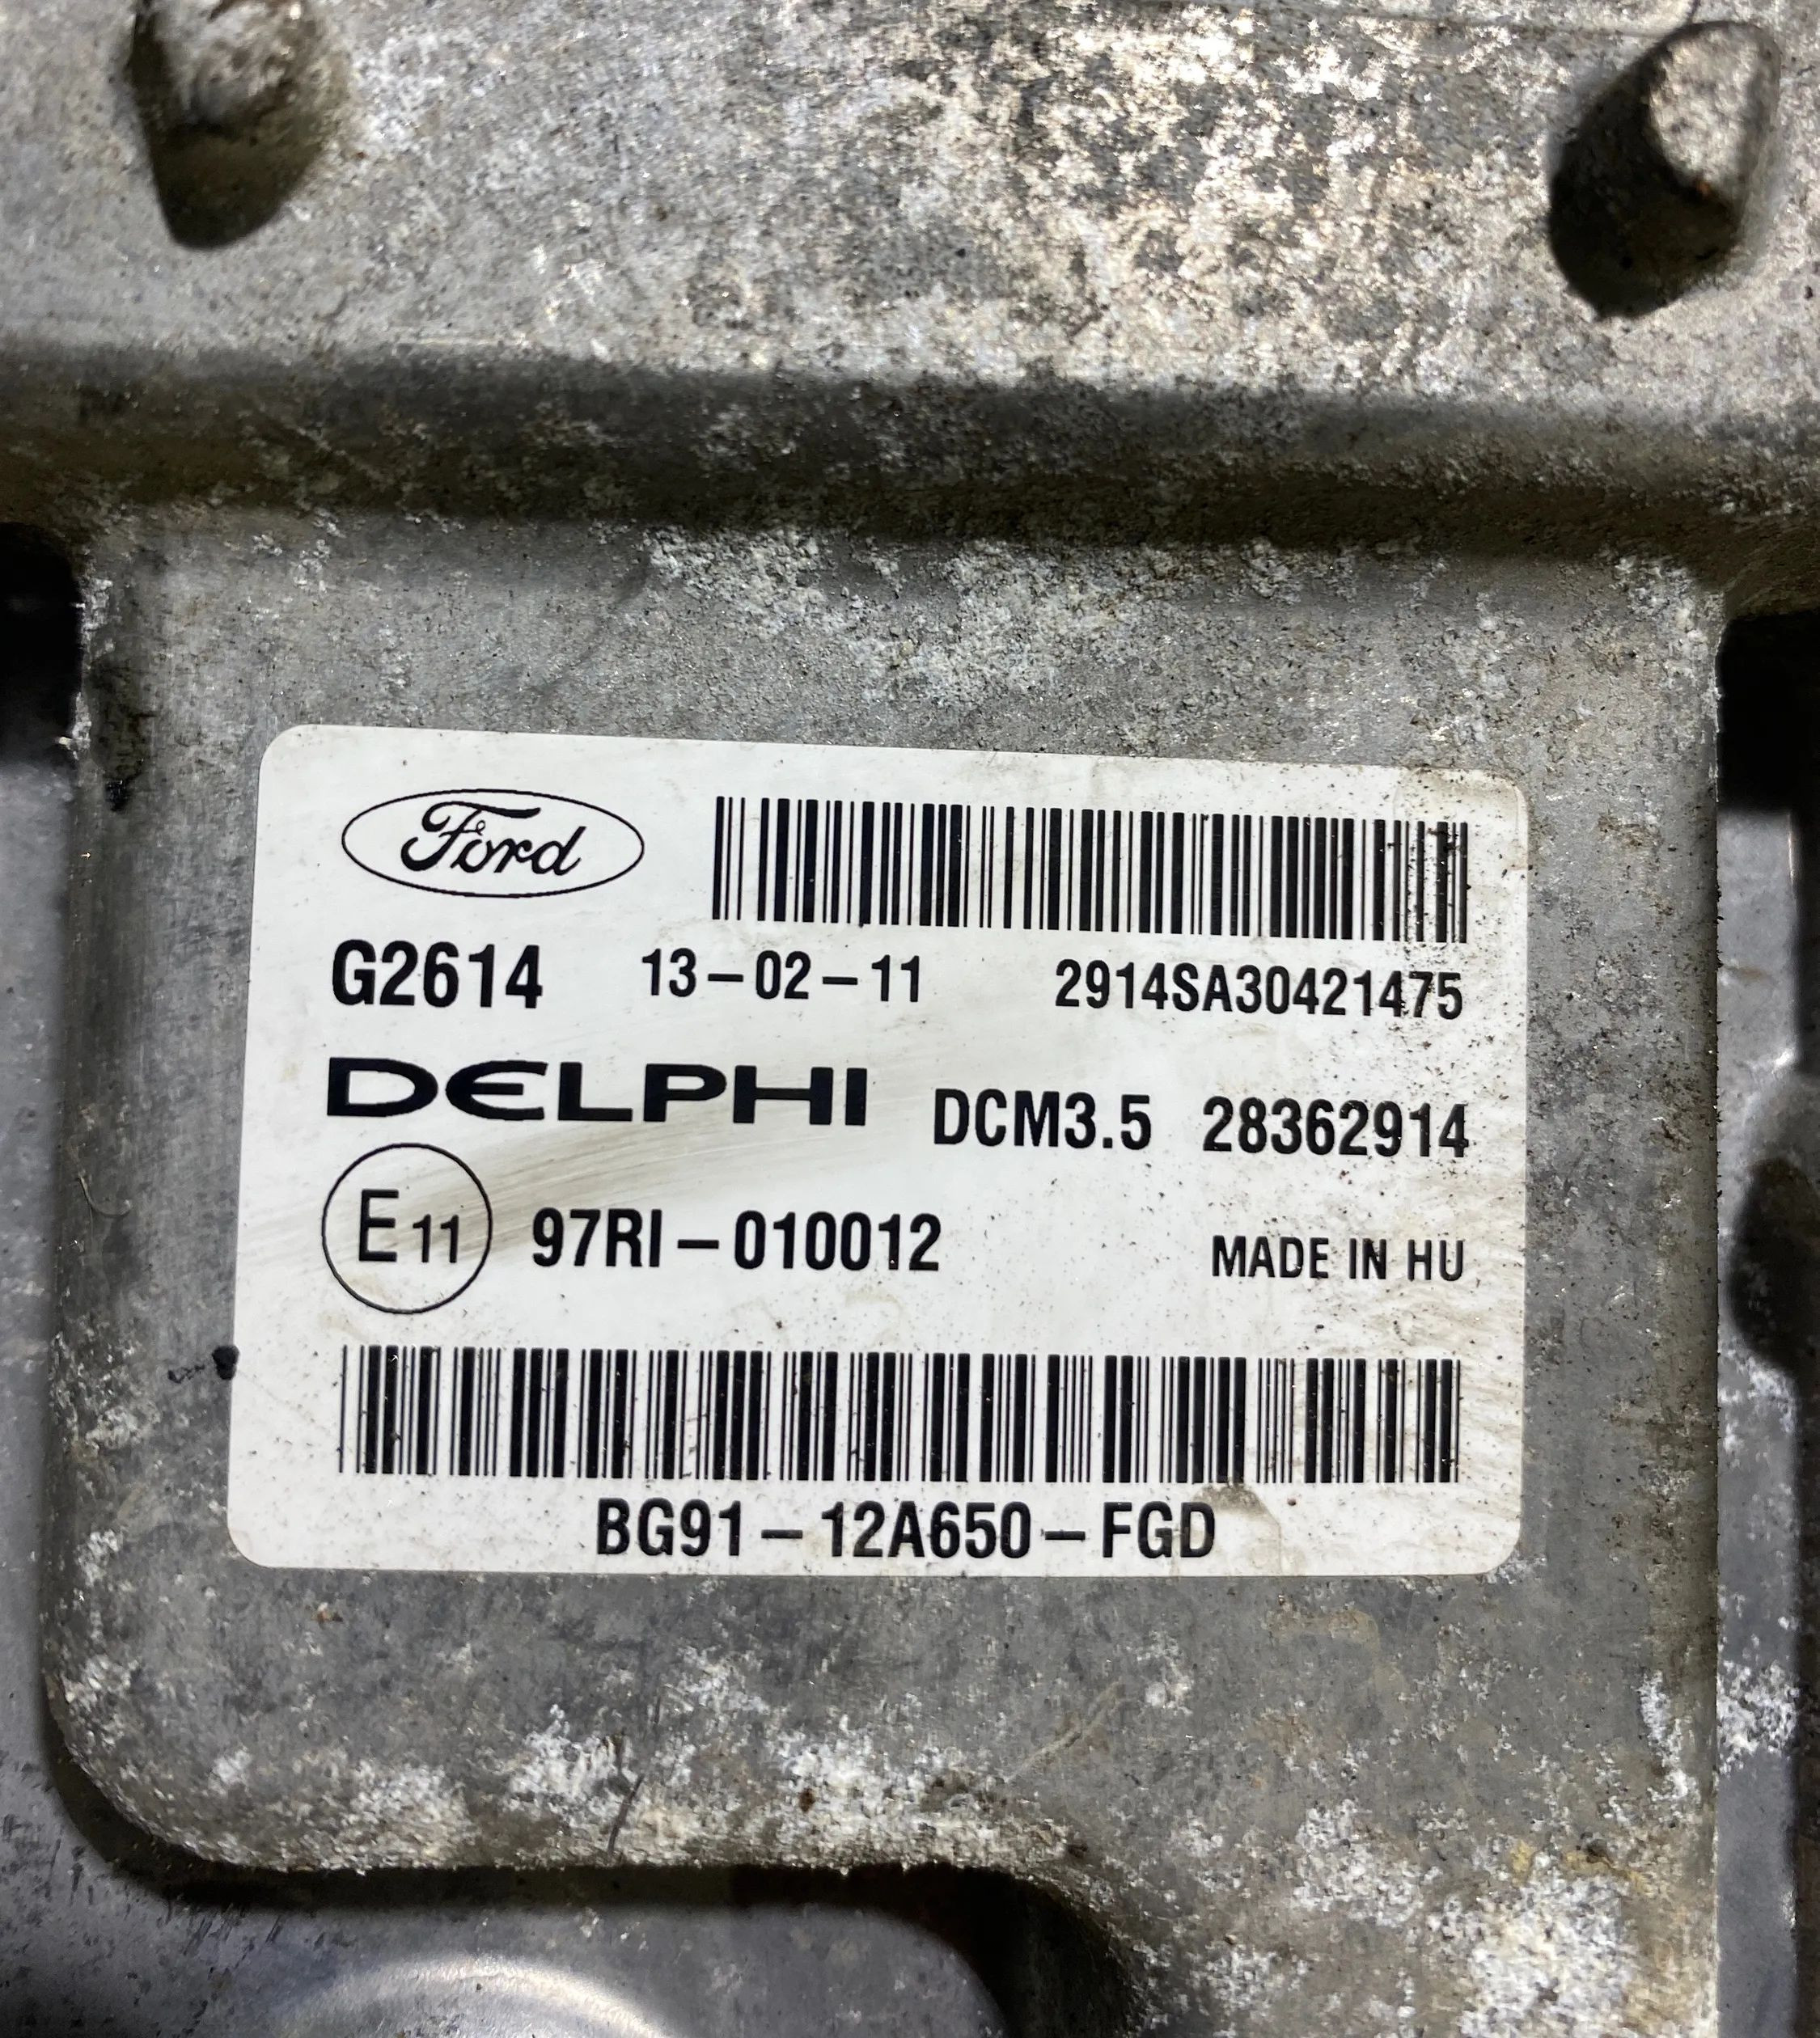 Ford
G2614 13-02-11 2914SA30421475
DELPHI DCM3.5 28362914
E11 97RI-010012 MADE IN HU
BG91-12A650-FGD